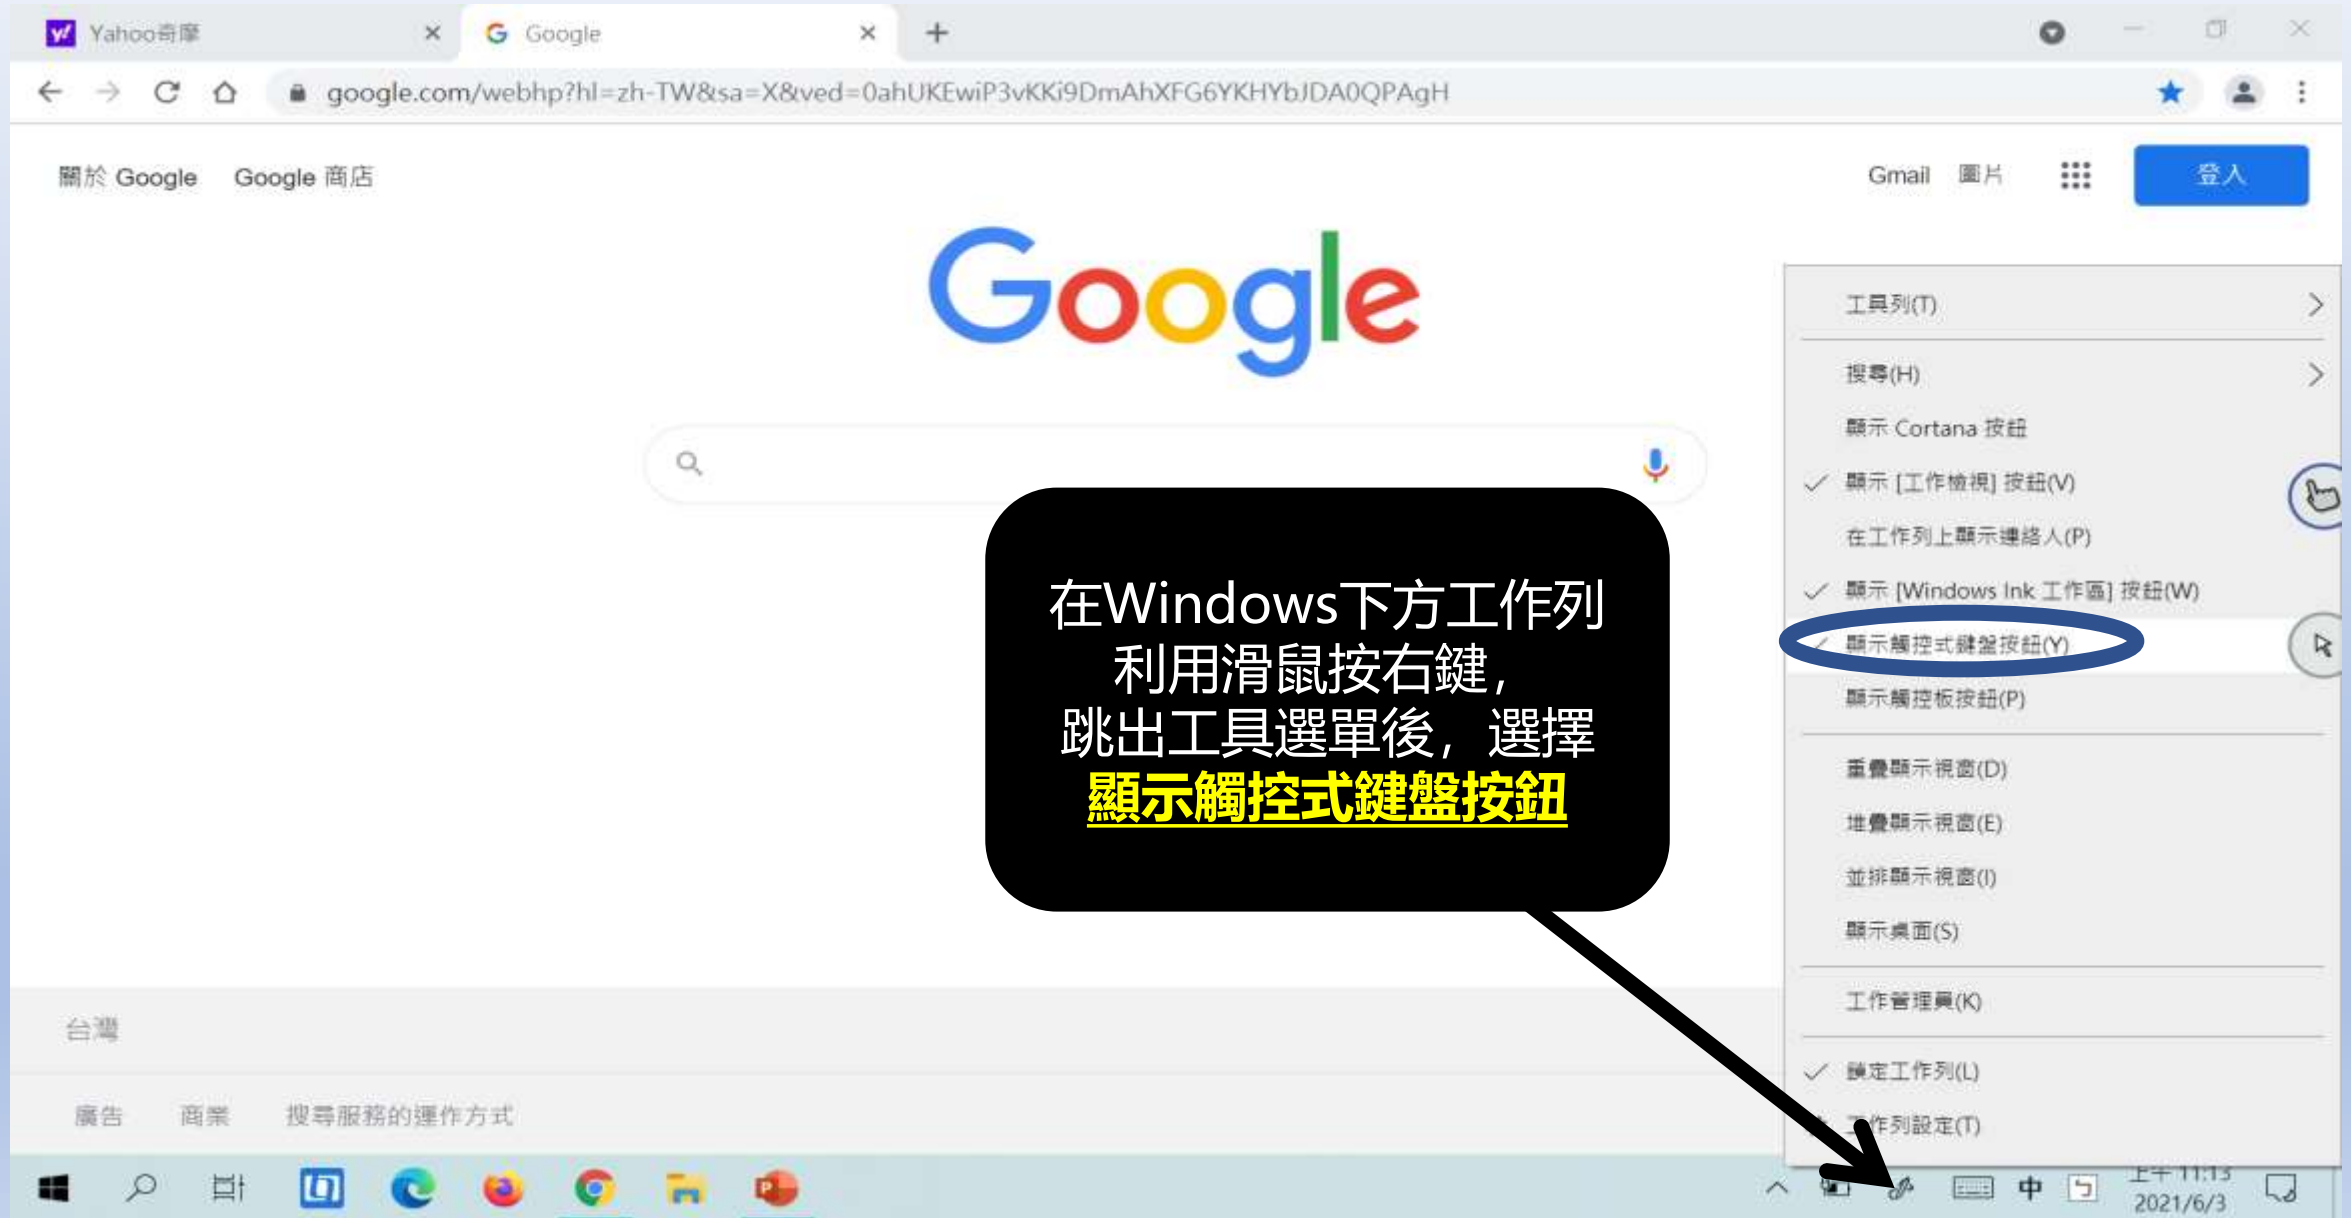 Yahoo奇摩
Google
google.com/webhp?hl=zh-TW&sa=X&ved=0ahUKEwiP3vKKi9DmAhXFG6YKHYbJDA0QPAgH
關於 Google
Google 商店
Gmail
圖片
登入
Google
工具列(T)
搜尋(H)
顯示 Cortana 按鈕
顯示 [工作檢視] 按鈕(V)
在工作列上顯示連絡人(P)
顯示 [Windows Ink 工作區] 按鈕(W)
顯示觸控式鍵盤按鈕(Y)
顯示觸控板按鈕(P)
重疊顯示視窗(D)
堆疊顯示視窗(E)
並排顯示視窗(I)
顯示桌面(S)
工作管理員(K)
鎖定工作列(L)
工作列設定(T)
在Windows下方工作列
利用滑鼠按右鍵，
跳出工具選單後，選擇
顯示觸控式鍵盤按鈕
台灣
廣告
商業
搜尋服務的運作方式
中
ㄅ
上午 11:13
2021/6/3